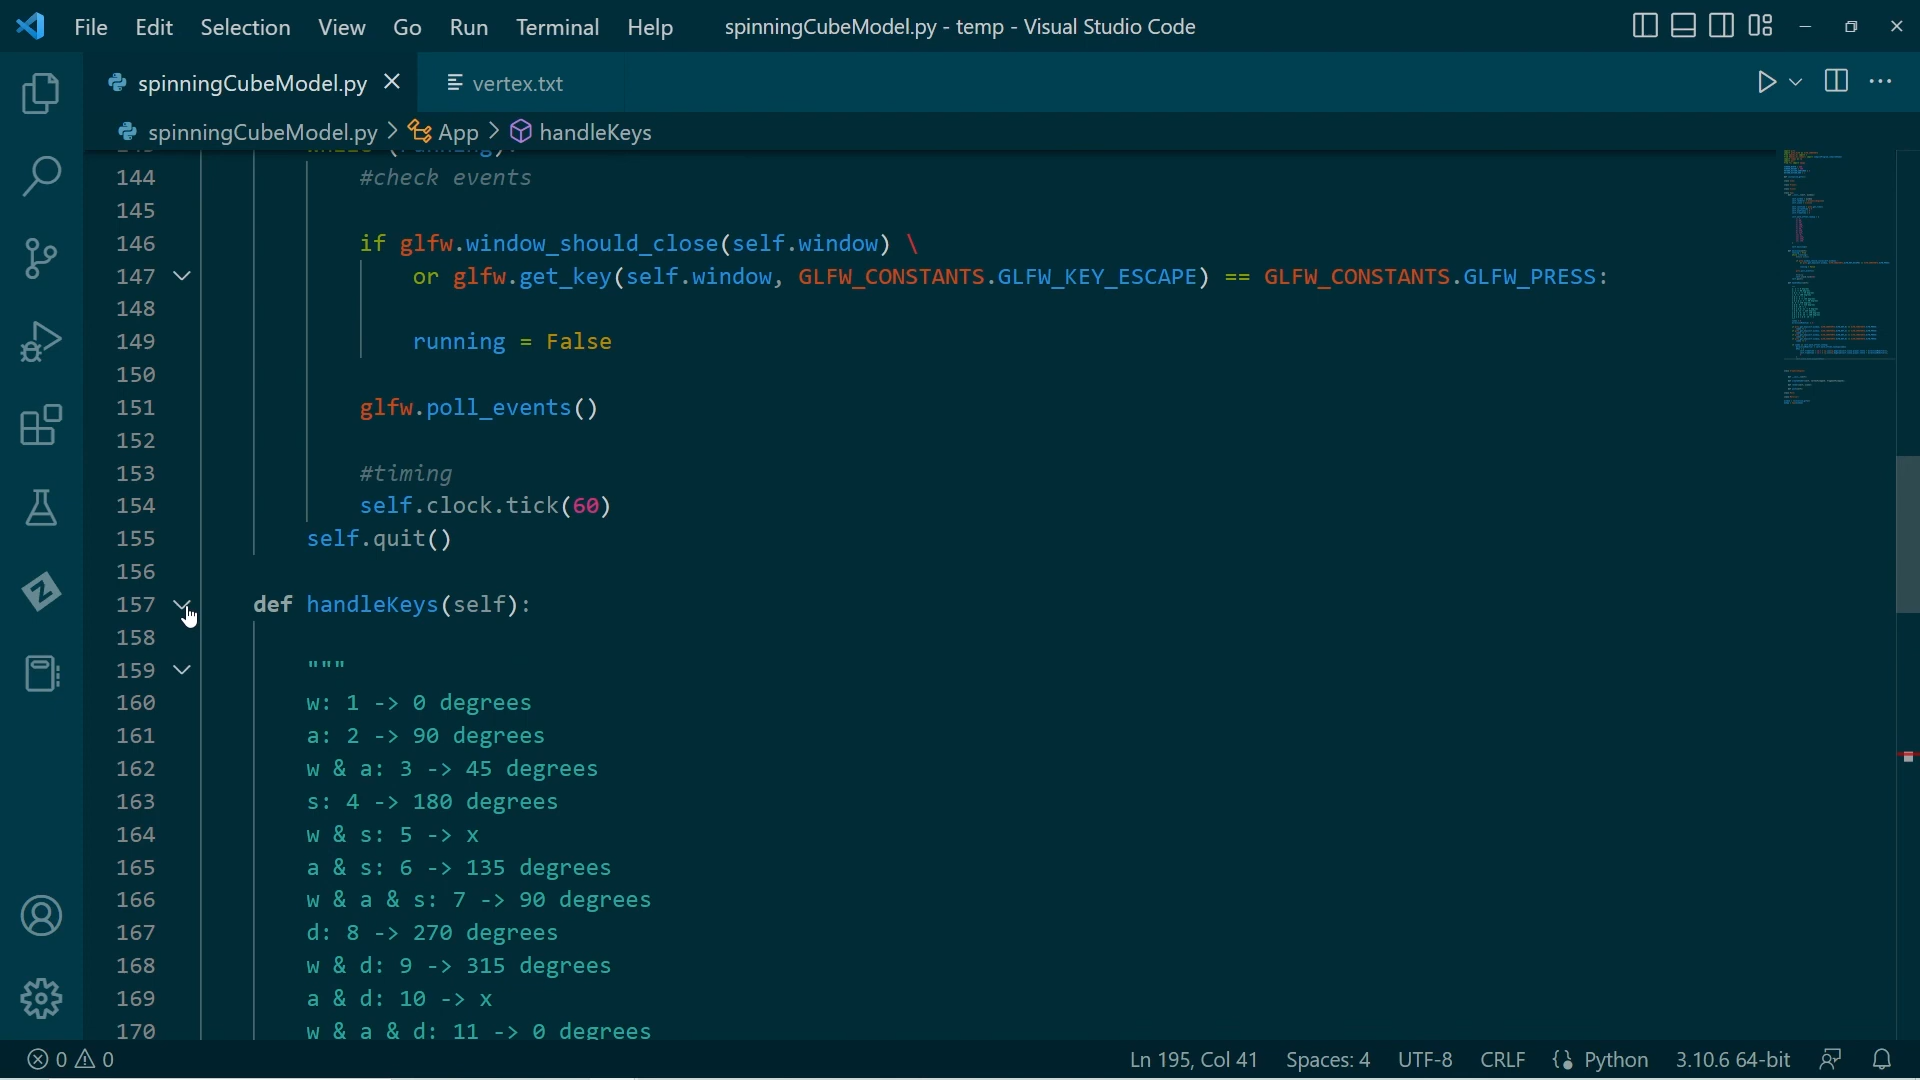 File Edit Selection View Go Run Terminal Help spinningCubeModel.py - temp - Visual Studio Code
spinningCubeModel.py vertex.txt
spinningCubeModel.py > App > handleKeys
144 #check events
145
146 if glfw.window_should_close(self.window) \
147 or glfw.get_key(self.window, GLFW_CONSTANTS.GLFW_KEY_ESCAPE) == GLFW_CONSTANTS.GLFW_PRESS:
148
149 running = False
150
151 glfw.poll_events()
152
153 #timing
154 self.clock.tick(60)
155 self.quit()
156
157 def handleKeys(self):
158
159 """
160 w: 1 -> 0 degrees
161 a: 2 -> 90 degrees
162 w & a: 3 -> 45 degrees
163 s: 4 -> 180 degrees
164 w & s: 5 -> x
165 a & s: 6 -> 135 degrees
166 w & a & s: 7 -> 90 degrees
167 d: 8 -> 270 degrees
168 w & d: 9 -> 315 degrees
169 a & d: 10 -> x
170 w & a & d: 11 -> 0 degrees
0 0 Ln 195, Col 41 Spaces: 4 UTF-8 CRLF Python 3.10.6 64-bit